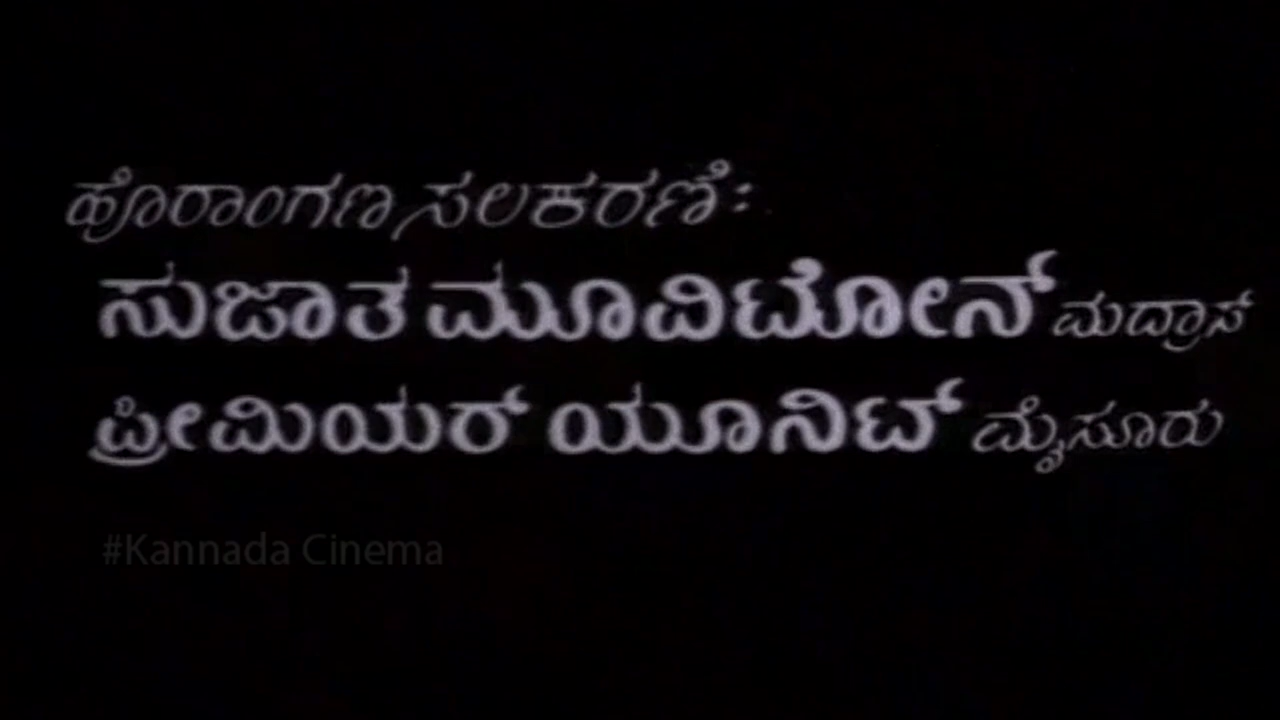 ಹೊರಾಂಗಣ ಸಲಕರಣೆ:
ಸುಜಾತ ಮೂವಿಟೋನ್ ಮದ್ರಾಸ್
ಪ್ರೀಮಿಯರ್ ಯೂನಿಟ್ ಮೈಸೂರು
#Kannada Cinema